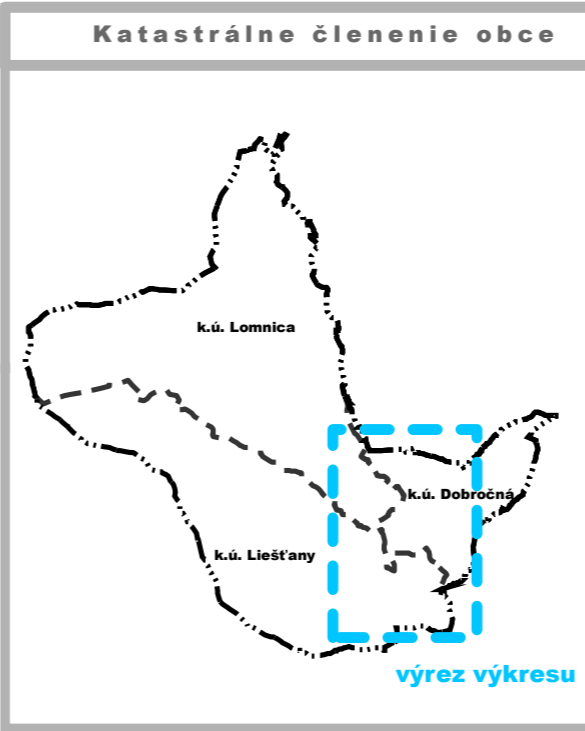 Katastrálne členenie obce
k.ú. Lomnica
k.ú. Dobročná
k.ú. Liešťany
výrez výkresu